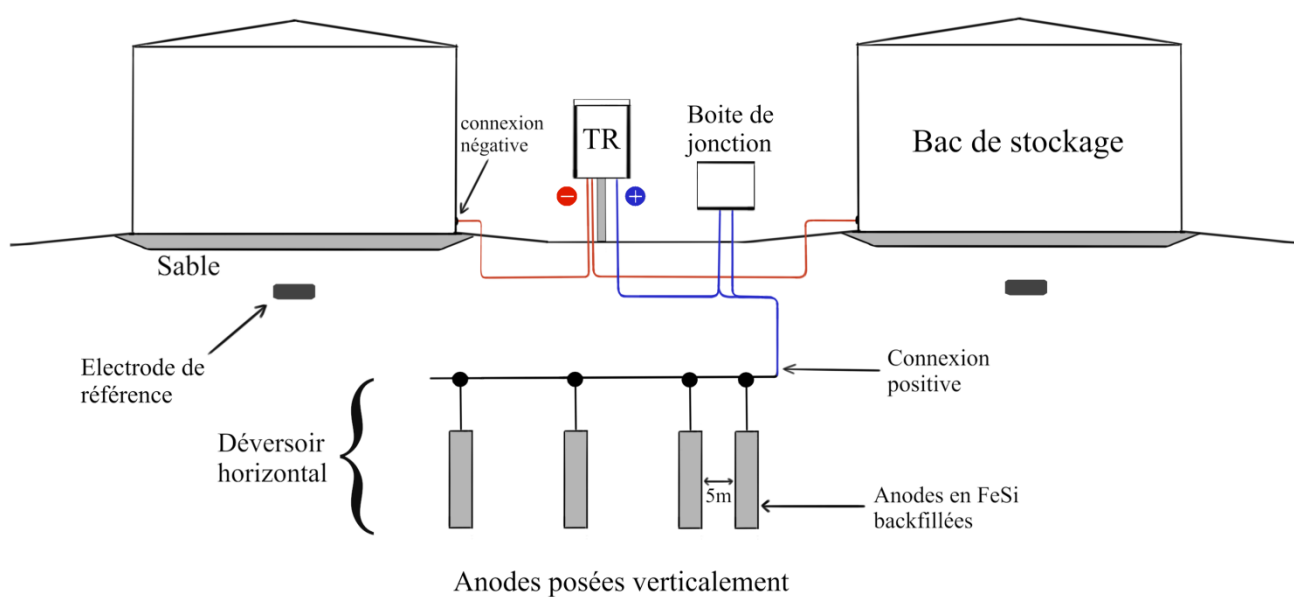 connexion
négative
TR
Boite de
jonction
Bac de stockage
−
+
Sable
Electrode de
référence
Connexion
positive
Déversoir
horizontal
5m
Anodes en FeSi
backfillées
Anodes posées verticalement